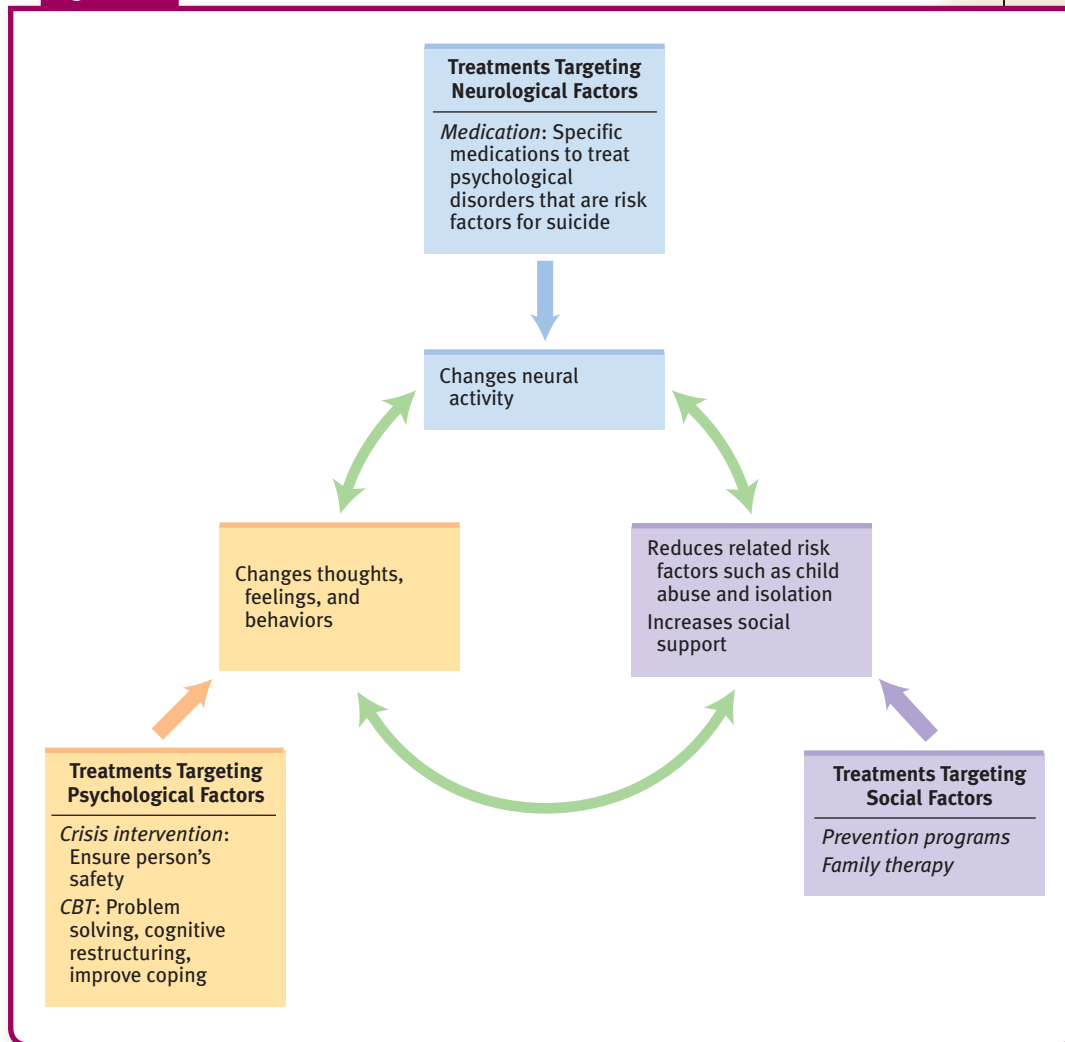 Treatments Targeting
Neurological Factors
Medication: Specific
medications to treat
psychological
disorders that are risk
factors for suicide
Changes neural
activity
Changes thoughts,
feelings, and
behaviors
Reduces related risk
factors such as child
abuse and isolation
Increases social
support
Treatments Targeting
Psychological Factors
Crisis intervention:
Ensure person's
safety
CBT: Problem
solving, cognitive
restructuring,
improve coping
Treatments Targeting
Social Factors
Prevention programs
Family therapy